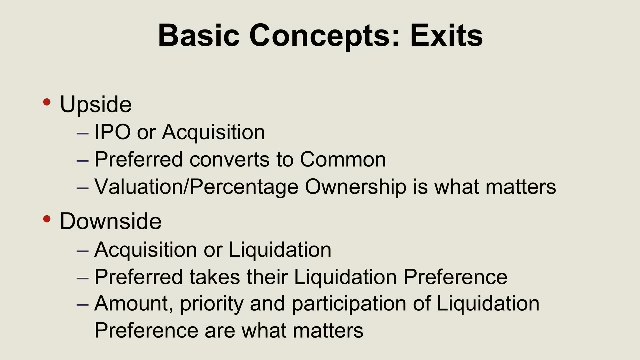 Basic Concepts: Exits
• Upside
– IPO or Acquisition
– Preferred converts to Common
– Valuation/Percentage Ownership is what matters
• Downside
– Acquisition or Liquidation
– Preferred takes their Liquidation Preference
– Amount, priority and participation of Liquidation
Preference are what matters